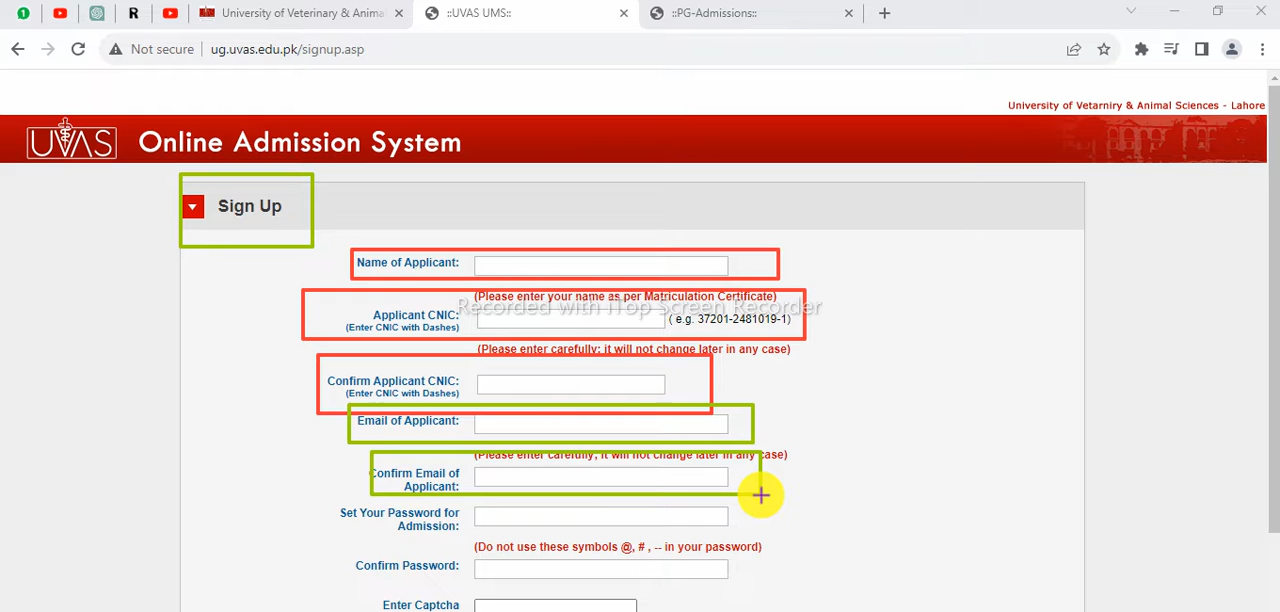 1
R
University of Veterinary & Anima
::UVAS UMS::
::PG-Admissions::
Not secure
ug.uvas.edu.pk/signup.asp
University of Vetarniry & Animal Sciences - Lahore
UVAS
Online Admission System
Sign Up
Name of Applicant:
(Please enter your name as per Matriculation Certificate)
Recorded with iTop Screen Recorder
Applicant CNIC:
(Enter CNIC with Dashes)
( e.g. 37201-2481019-1)
(Please enter carefully; it will not change later in any case)
Confirm Applicant CNIC:
(Enter CNIC with Dashes)
Email of Applicant:
(Please enter carefully; it will not change later in any case)
Confirm Email of
Applicant:
Set Your Password for
Admission:
(Do not use these symbols @, # , -- in your password)
Confirm Password:
Enter Captcha